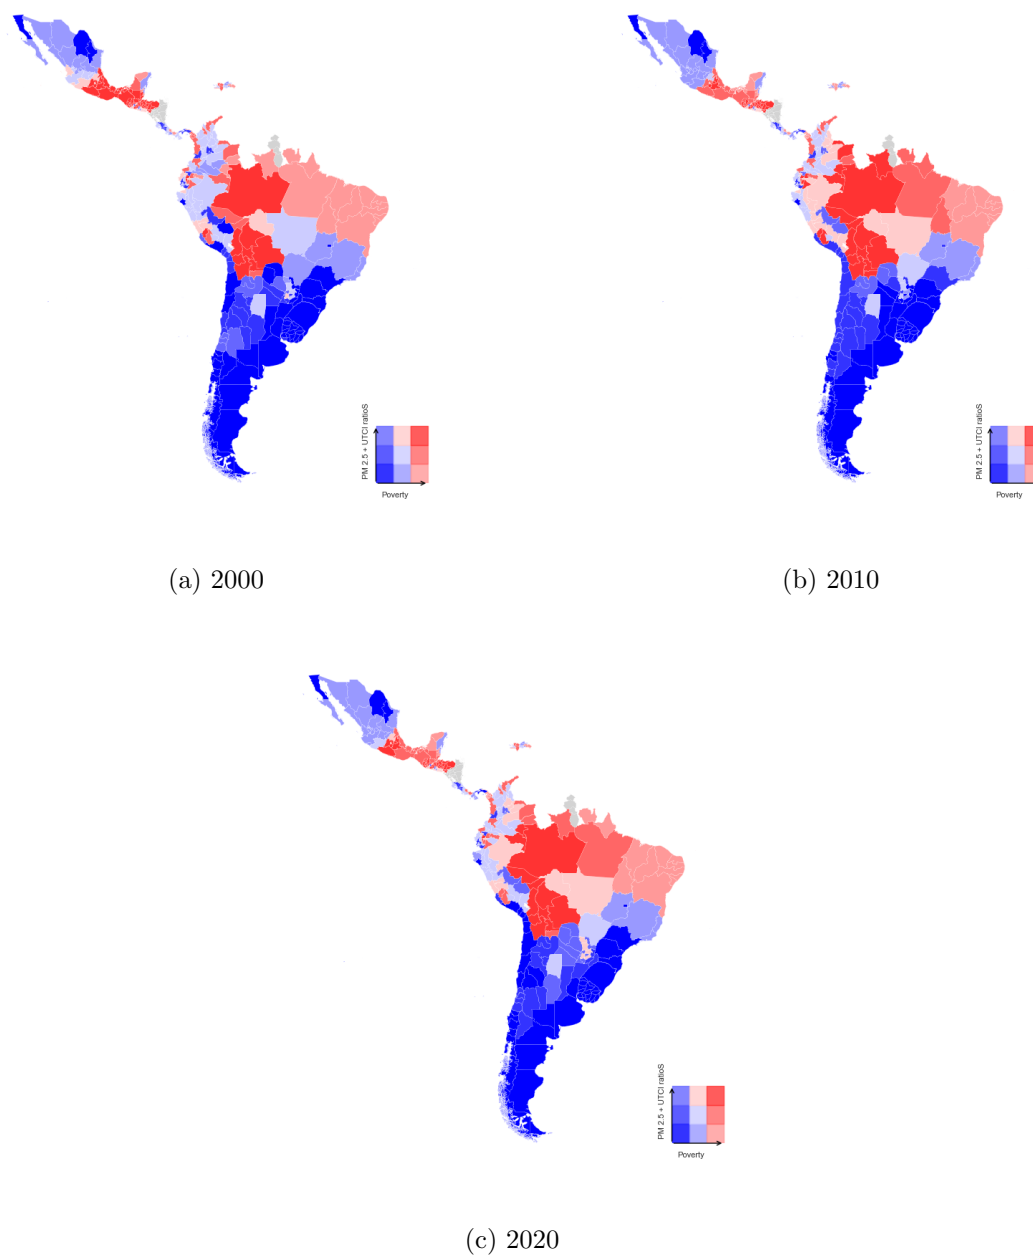 PM 2.5 + UTCI ratioS
Poverty
PM 2.5 + UTCI ratioS
Poverty
(a) 2000
(b) 2010
PM 2.5 + UTCI ratioS
Poverty
(c) 2020